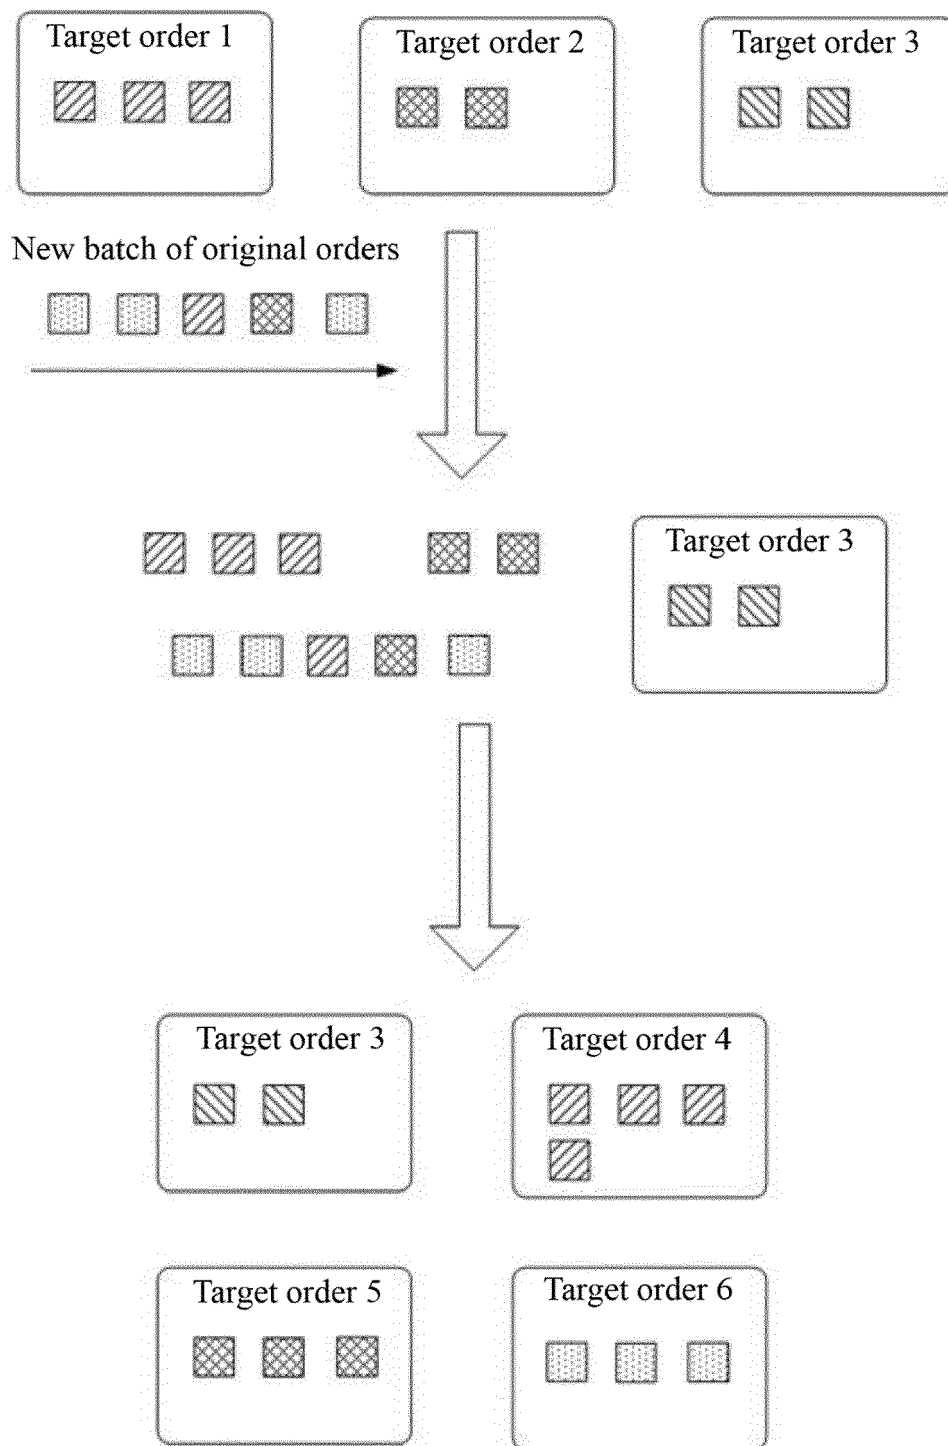 Target order 1
Target order 2
Target order 3
New batch of original orders
Target order 3
Target order 3
Target order 4
Target order 5
Target order 6